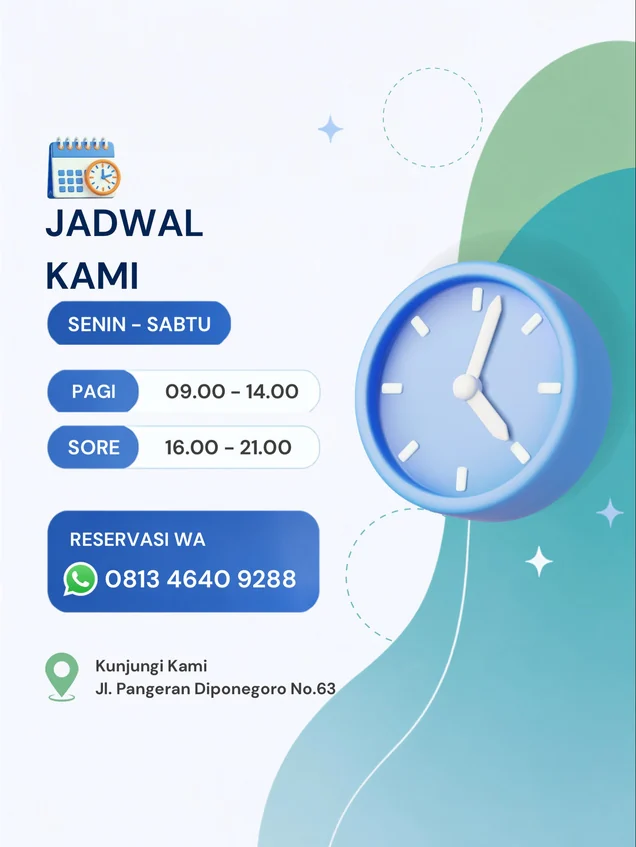 JADWAL
KAMI
SENIN – SABTU
PAGI 09.00 – 14.00
SORE 16.00 – 21.00
RESERVASI WA
0813 4640 9288
Kunjungi Kami
Jl. Pangeran Diponegoro No.63